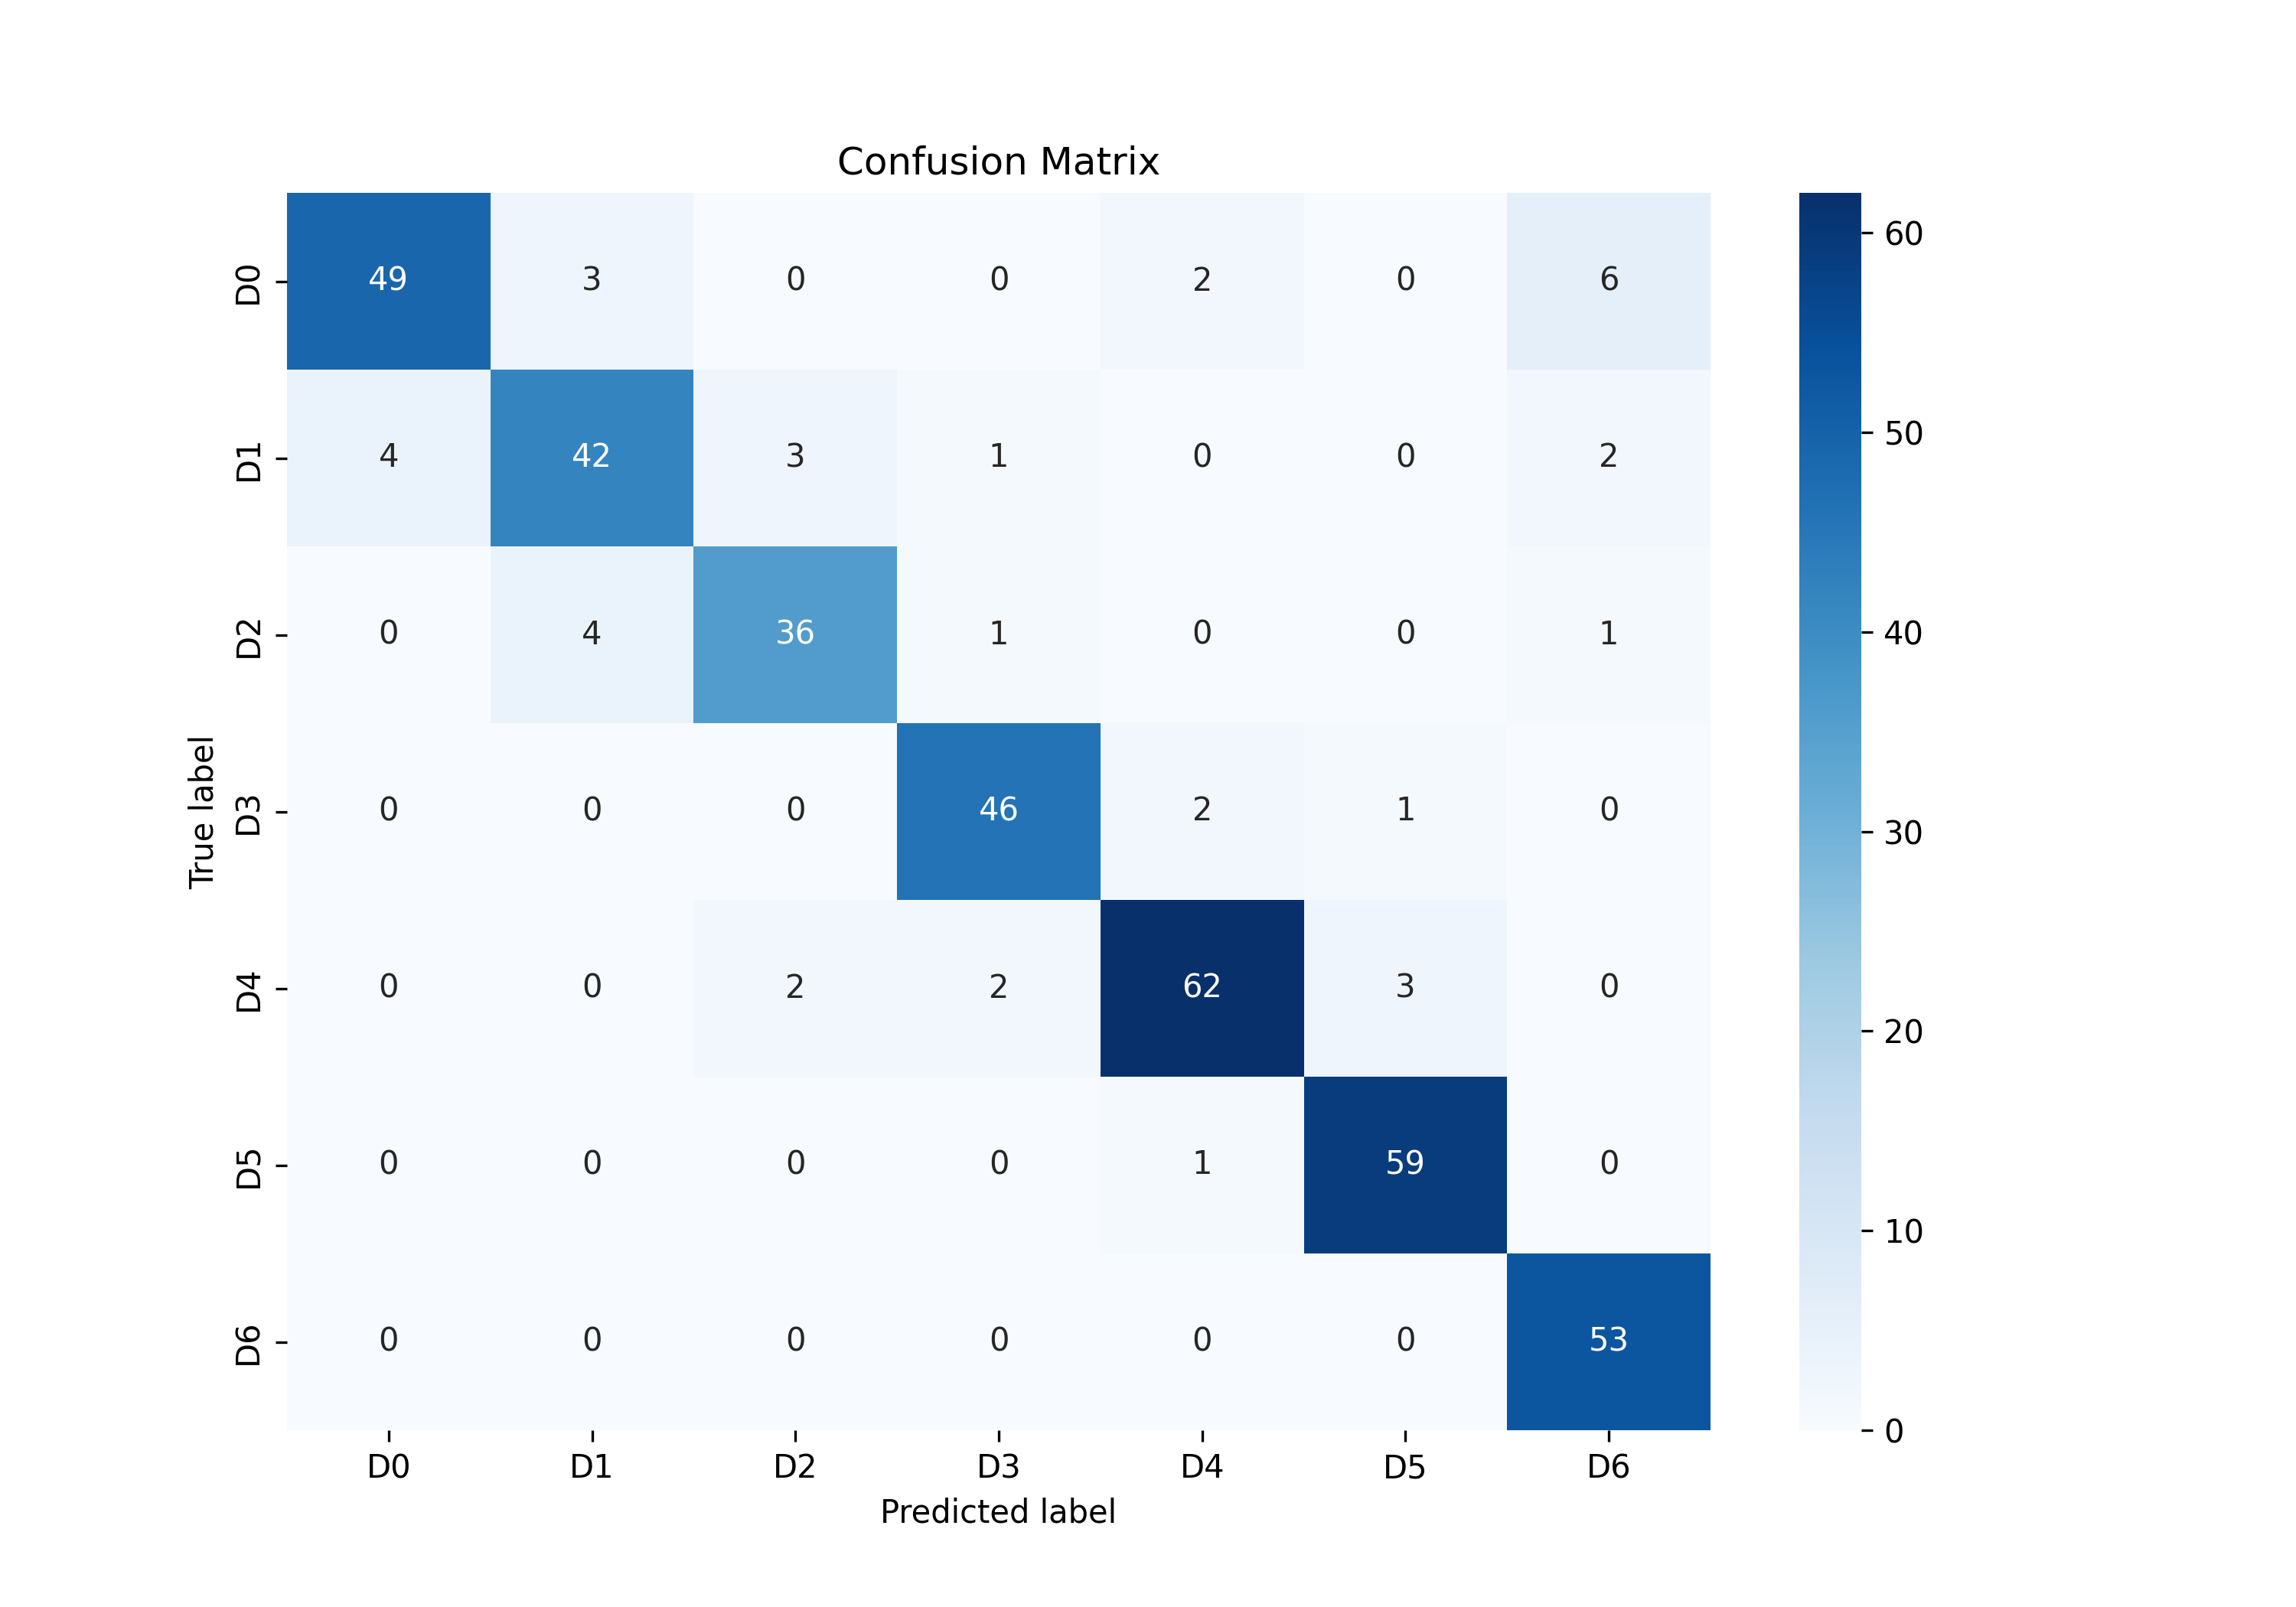 Confusion Matrix
D0 49 3 0 0 2 0 6
D1 4 42 3 1 0 0 2
D2 0 4 36 1 0 0 1
D3 0 0 0 46 2 1 0
D4 0 0 2 2 62 3 0
D5 0 0 0 0 1 59 0
D6 0 0 0 0 0 0 53
D0 D1 D2 D3 D4 D5 D6
Predicted label
True label
60
50
40
30
20
10
0